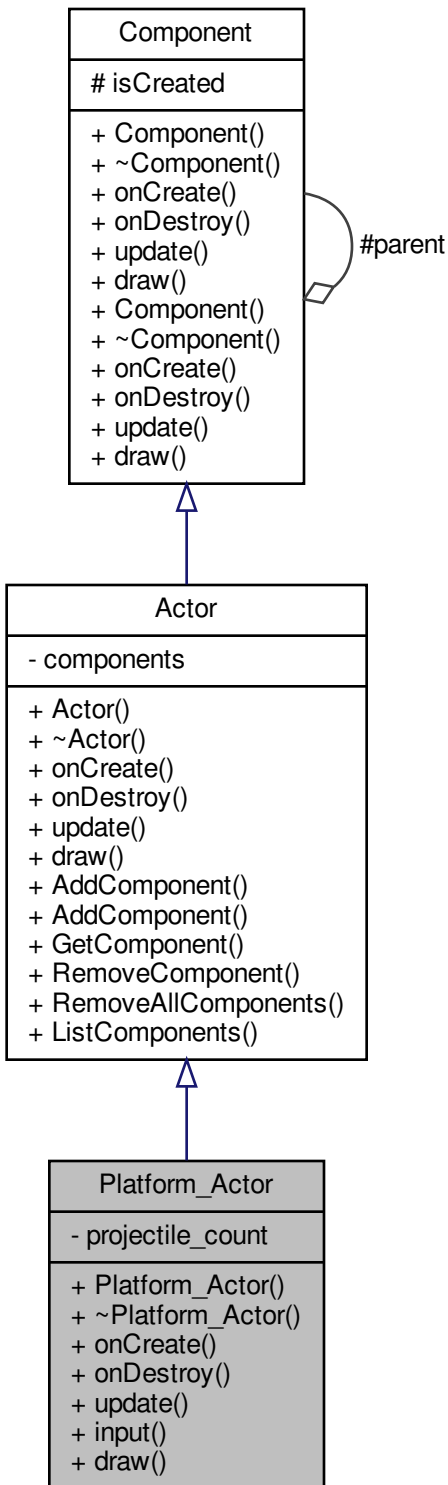 Component
# isCreated
+ Component()
+ ~Component()
+ onCreate()
+ onDestroy()
+ update()
+ draw()
+ Component()
+ ~Component()
+ onCreate()
+ onDestroy()
+ update()
+ draw()
#parent
Actor
- components
+ Actor()
+ ~Actor()
+ onCreate()
+ onDestroy()
+ update()
+ draw()
+ AddComponent()
+ AddComponent()
+ GetComponent()
+ RemoveComponent()
+ RemoveAllComponents()
+ ListComponents()
Platform_Actor
- projectile_count
+ Platform_Actor()
+ ~Platform_Actor()
+ onCreate()
+ onDestroy()
+ update()
+ input()
+ draw()